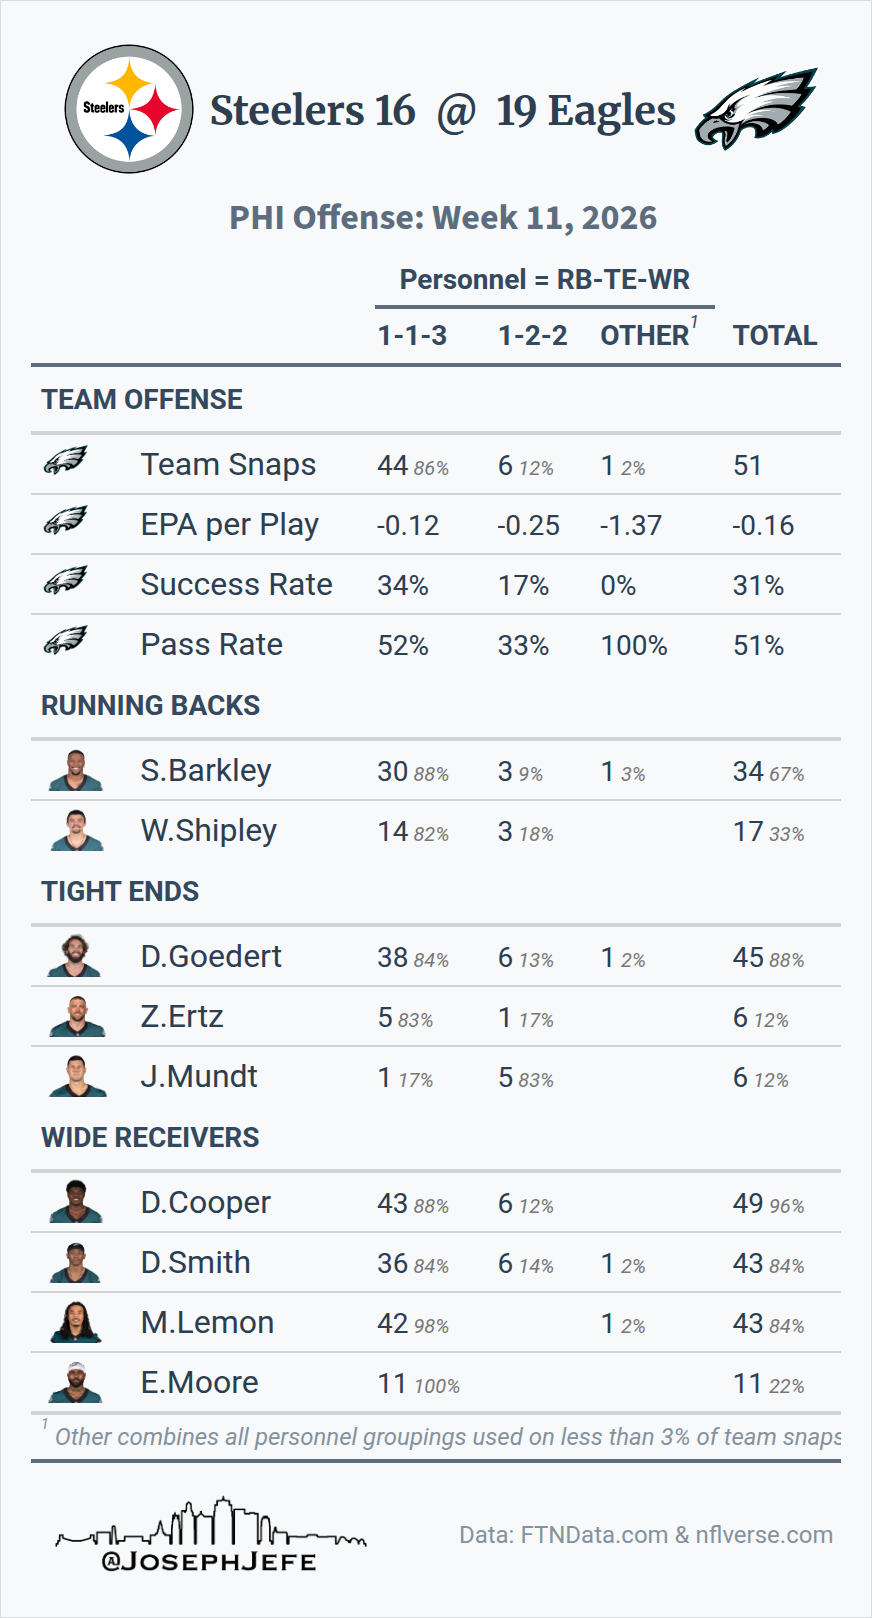 Steelers
Steelers 16 @ 19 Eagles
PHI Offense: Week 11, 2026
Personnel = RB-TE-WR
1-1-3 1-2-2 OTHER1 TOTAL
TEAM OFFENSE
Team Snaps 44 86% 6 12% 1 2% 51
EPA per Play -0.12 -0.25 -1.37 -0.16
Success Rate 34% 17% 0% 31%
Pass Rate 52% 33% 100% 51%
RUNNING BACKS
S.Barkley 30 88% 3 9% 1 3% 34 67%
W.Shipley 14 82% 3 18% 17 33%
TIGHT ENDS
D.Goedert 38 84% 6 13% 1 2% 45 88%
Z.Ertz 5 83% 1 17% 6 12%
J.Mundt 1 17% 5 83% 6 12%
WIDE RECEIVERS
D.Cooper 43 88% 6 12% 49 96%
D.Smith 36 84% 6 14% 1 2% 43 84%
M.Lemon 42 98% 1 2% 43 84%
E.Moore 11 100% 11 22%
1 Other combines all personnel groupings used on less than 3% of team snaps
@JOSEPHJEFE
Data: FTNData.com & nflverse.com